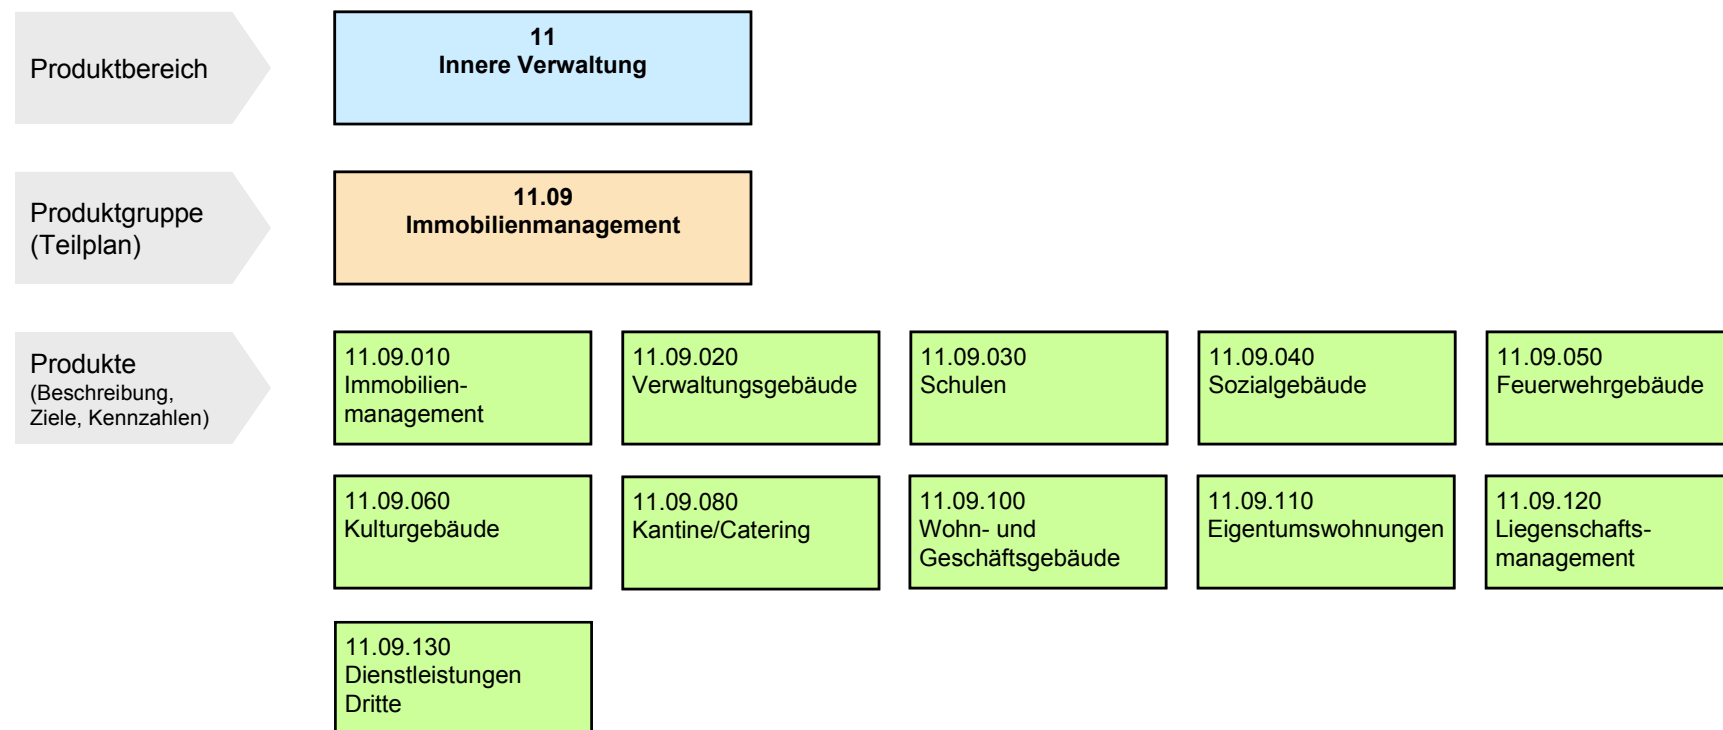 Produktbereich
11
Innere Verwaltung
Produktgruppe
(Teilplan)
11.09
Immobilienmanagement
Produkte
(Beschreibung,
Ziele, Kennzahlen)
11.09.010
Immobilien-
management
11.09.020
Verwaltungsgebäude
11.09.030
Schulen
11.09.040
Sozialgebäude
11.09.050
Feuerwehrgebäude
11.09.060
Kulturgebäude
11.09.080
Kantine/Catering
11.09.100
Wohn- und
Geschäftsgebäude
11.09.110
Eigentumswohnungen
11.09.120
Liegenschafts-
management
11.09.130
Dienstleistungen
Dritte